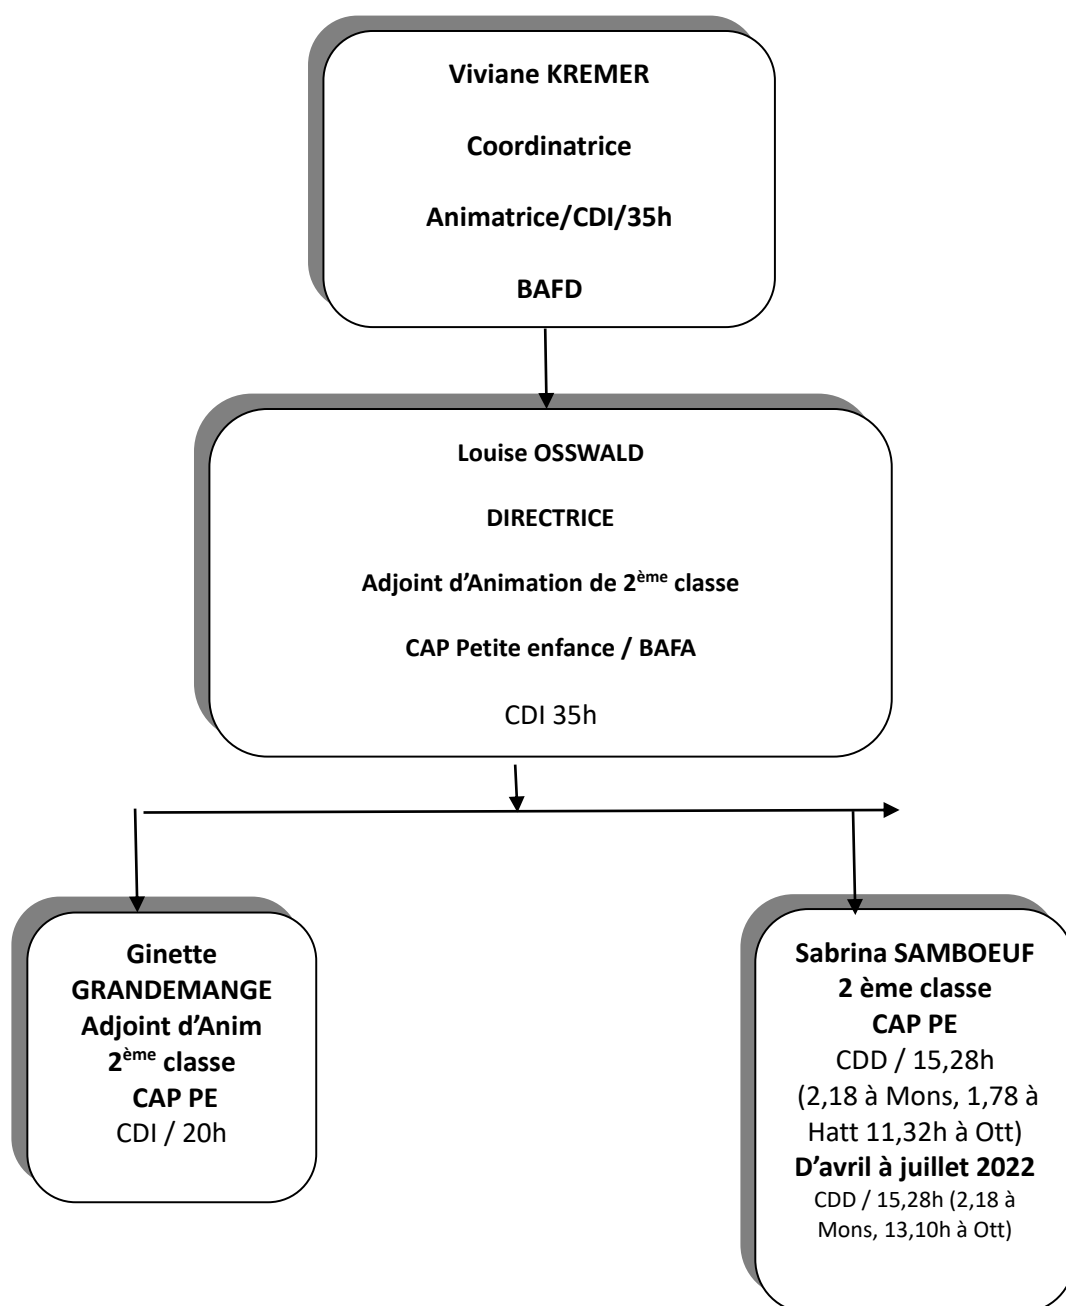 Viviane KREMER
Coordinatrice
Animatrice/CDI/35h
BAFD
Louise OSSWALD
DIRECTRICE
Adjoint d’Animation de 2ème classe
CAP Petite enfance / BAFA
CDI 35h
Ginette
GRANDEMANGE
Adjoint d’Anim
2ème classe
CAP PE
CDI / 20h
Sabrina SAMBOEUF
2 ème classe
CAP PE
CDD / 15,28h
(2,18 à Mons, 1,78 à
Hatt 11,32h à Ott)
D’avril à juillet 2022
CDD / 15,28h (2,18 à
Mons, 13,10h à Ott)